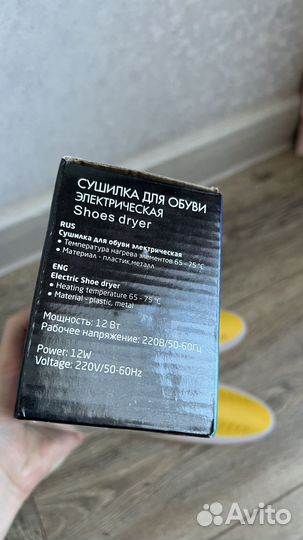 СУШИЛКА ДЛЯ ОБУВИ
ЭЛЕКТРИЧЕСКАЯ
Shoes dryer
RUS
Сушилка для обуви электрическая
• Температура нагрева элементов 65 - 75 °C
• Материал - пластик,металл
ENG
Electric Shoe dryer
• Heating temperature 65 - 75 °C
• Material - plastic, metal
Мощность: 12 Вт
Рабочее напряжение: 220В/50-60Гц
Power: 12W
Voltage: 220V/50-60Hz
Avito